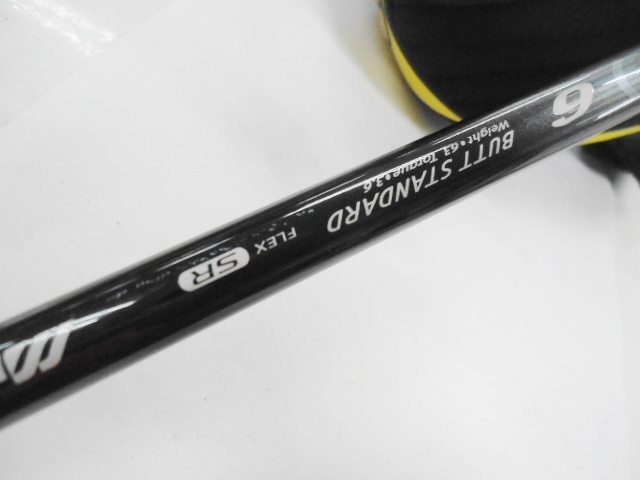 6
BUTT STANDARD
Weight•63 Torque•3.6
FLEX SR